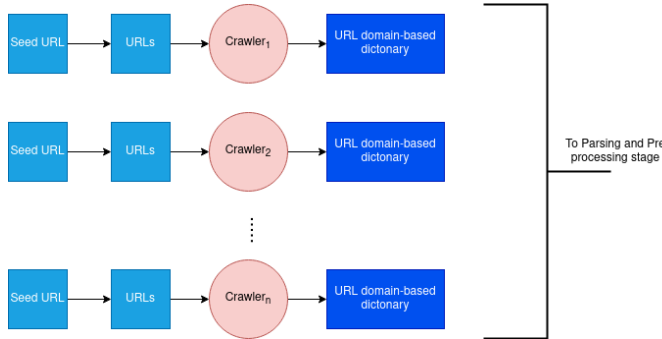 Seed URL
URLs
Crawler1
URL domain-based
dictonary
Seed URL
URLs
Crawler2
URL domain-based
dictonary
To Parsing and Pre
processing stage
Seed URL
URLs
Crawlern
URL domain-based
dictonary